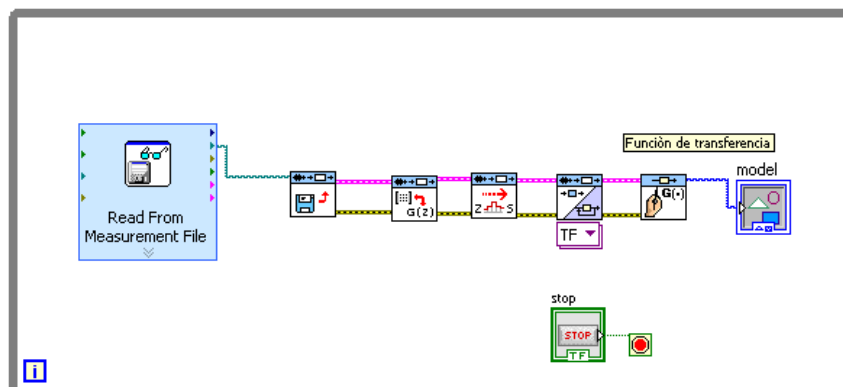 Funciòn de transferencia
model
G(·)
G(Z)
Z S
Read From
Measurement File
TF
stop
STOP
TF
i